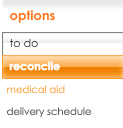 options
to do
reconcile
medical aid
delivery schedule